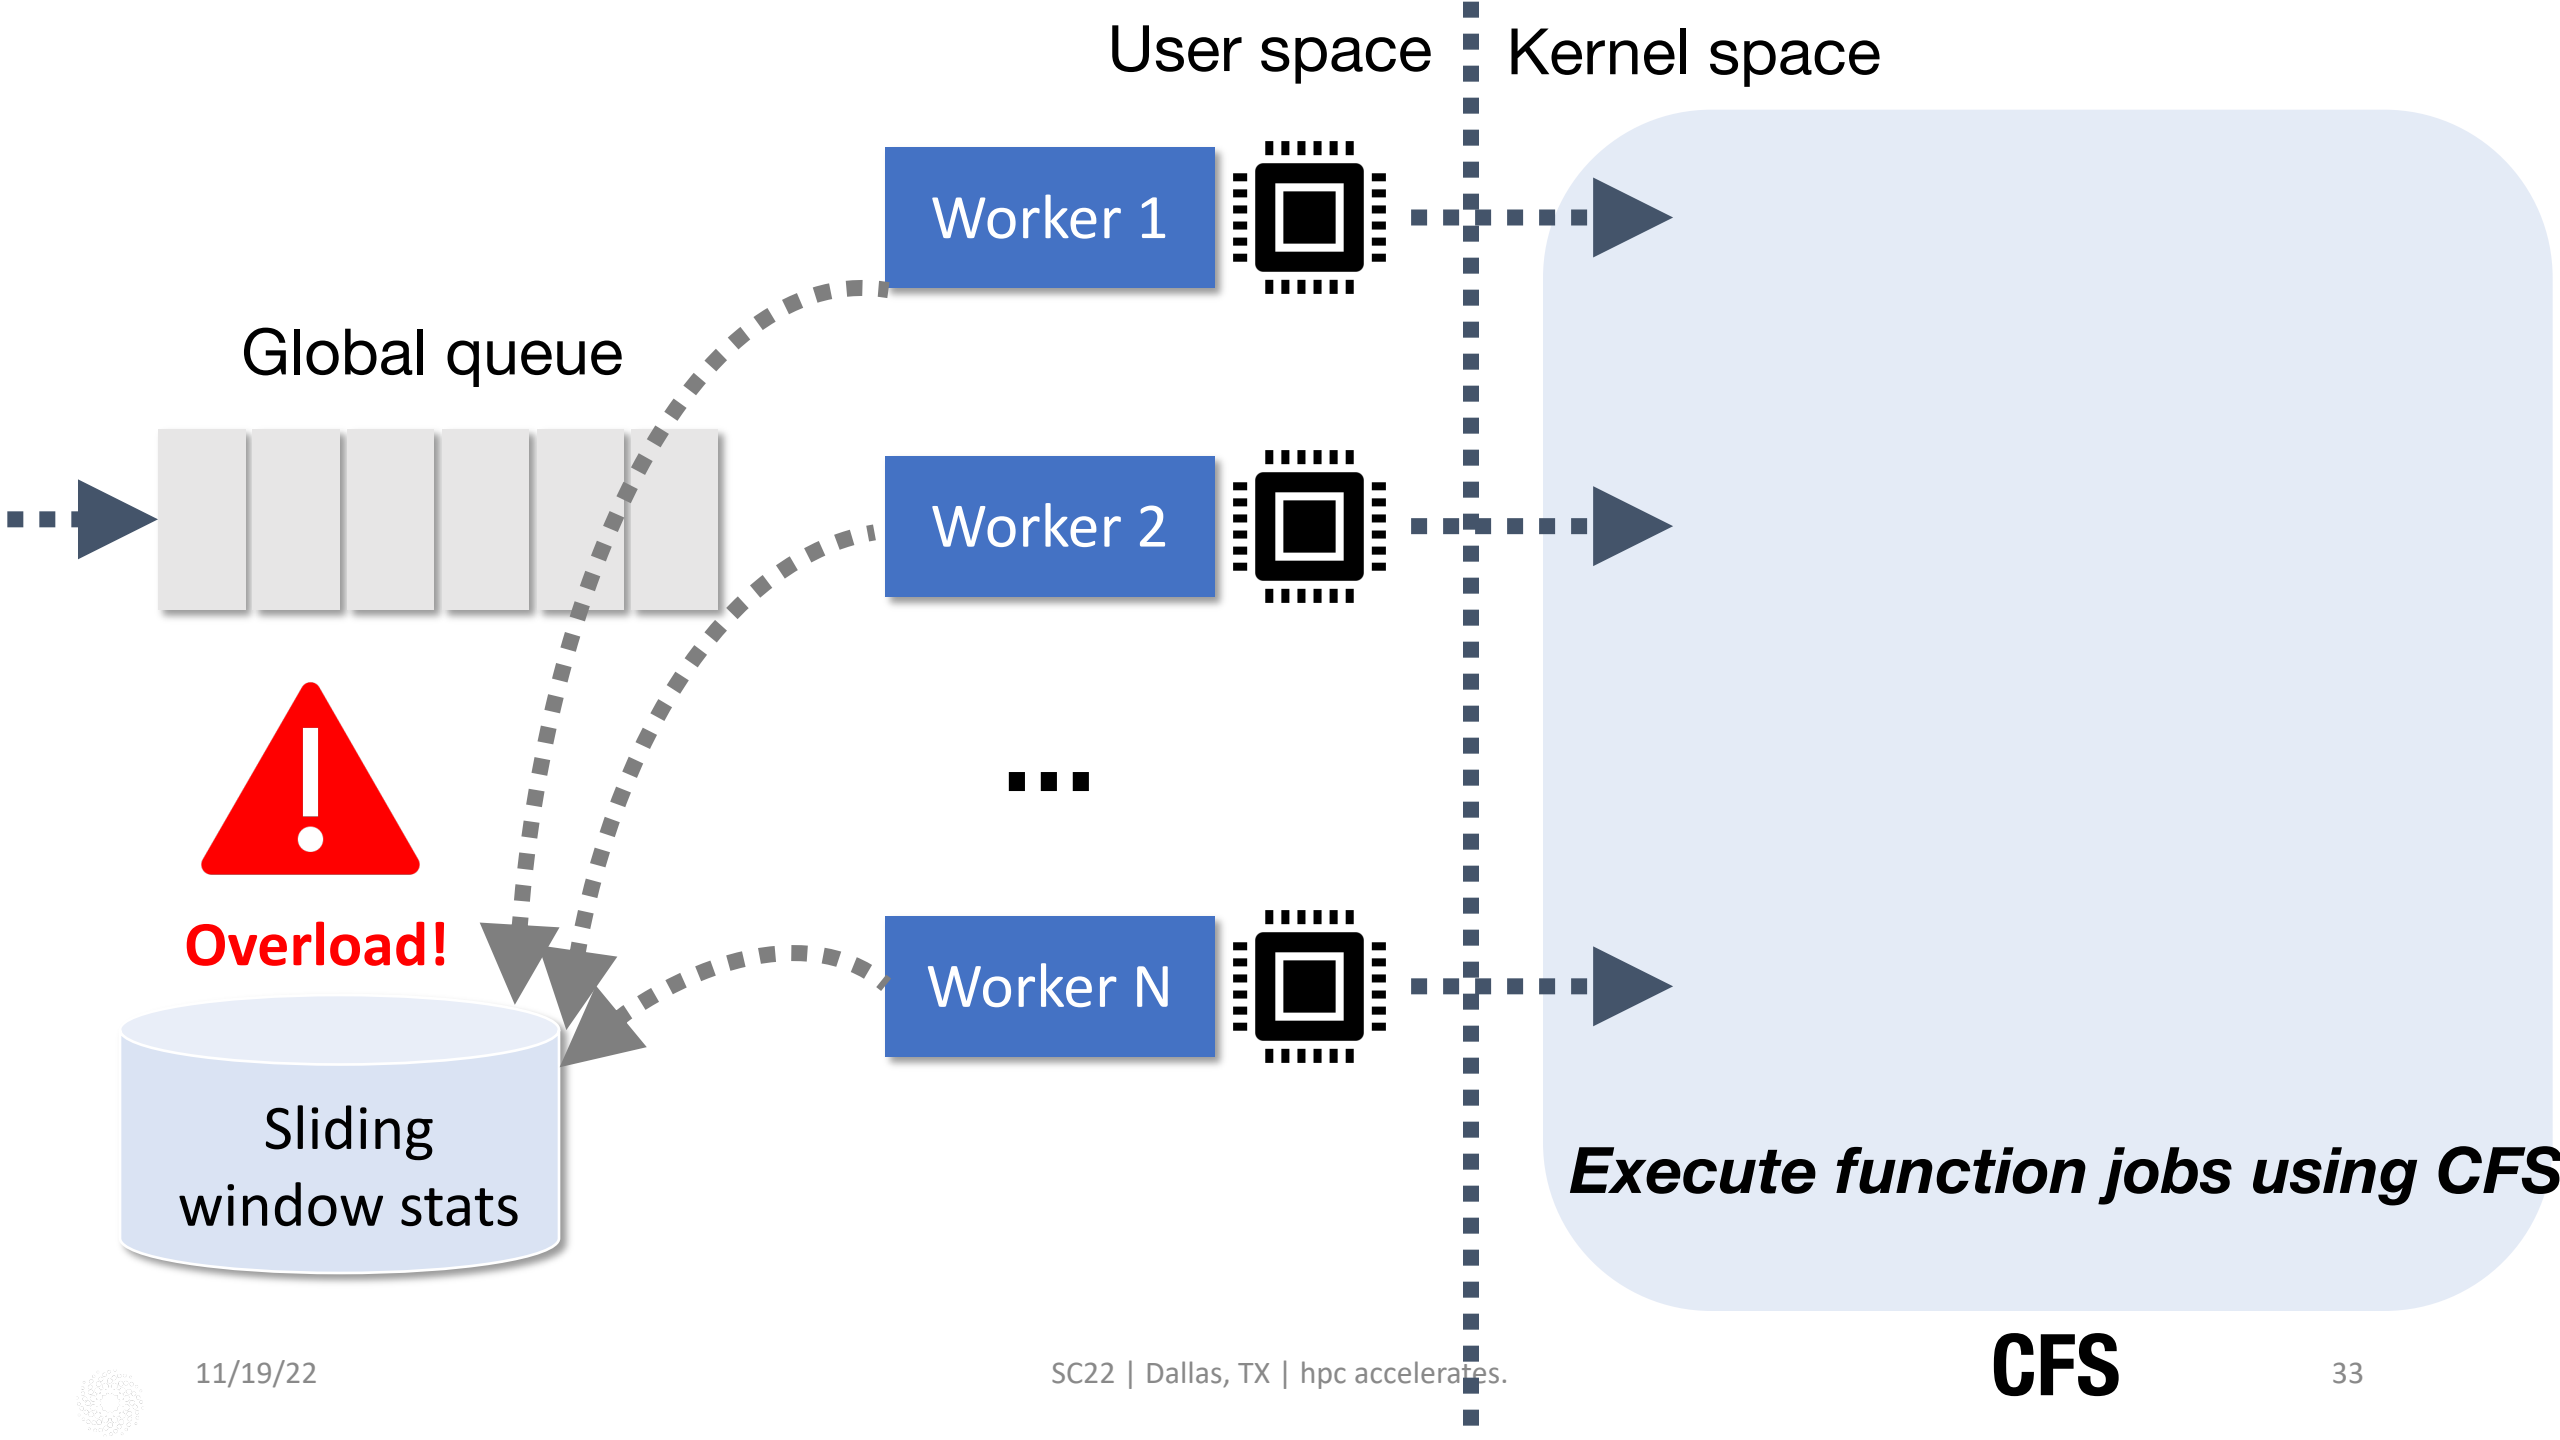 User space
Kernel space
Worker 1
Global queue
Worker 2
...
Overload!
Worker N
Sliding
window stats
Execute function jobs using CFS
CFS
11/19/22
SC22 | Dallas, TX | hpc accelerates.
33